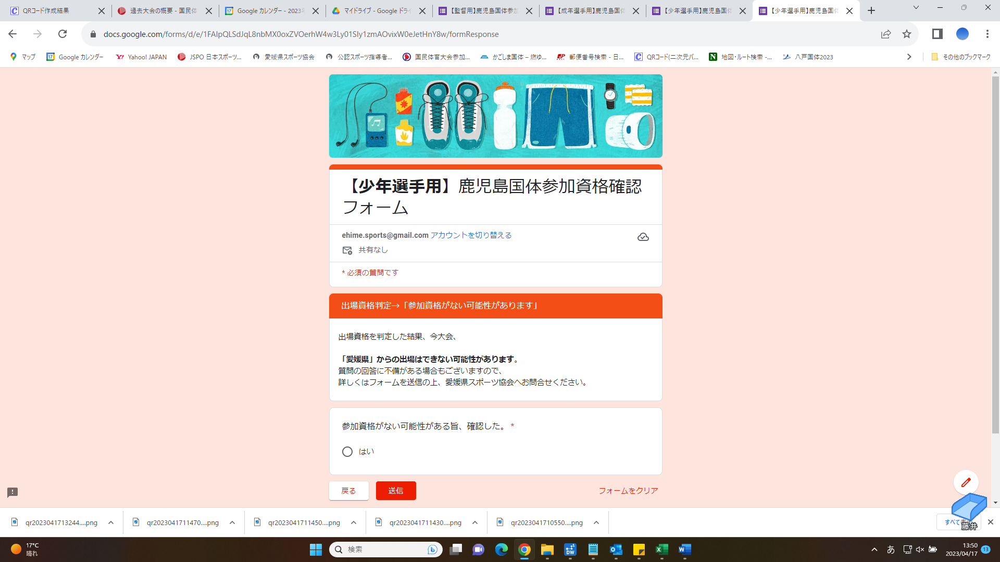 QRコード作成結果
過去大会の概要 - 国民体
Google カレンダー - 2023年
マイドライブ - Google ドライ
【監督用】鹿児島国体参加
【成年選手用】鹿児島国体
【少年選手用】鹿児島国体
【少年選手用】鹿児島国体
docs.google.com/forms/d/e/1FAIpQLSdJqL8nbMX0oxZVOerhW4w3Ly01Sly1zmAOvixW0eJetHnY8w/formResponse
マップ
Google カレンダー
Yahoo! JAPAN
JSPO 日本スポーツ...
愛媛県スポーツ協会
公認スポーツ指導者...
国民体育大会参加...
かごしま国体 – 燃ゆ...
郵便番号検索 - 日...
QRコード(二次元バ...
地図・ルート検索 -...
八戸国体2023
その他のブックマーク
【少年選手用】鹿児島国体参加資格確認
フォーム
ehime.sports@gmail.com アカウントを切り替える
共有なし
* 必須の質問です
出場資格判定→「参加資格がない可能性があります」
出場資格を判定した結果、今大会、
「愛媛県」からの出場はできない可能性があります。
質問の回答に不備がある場合もございますので、
詳しくはフォームを送信の上、愛媛県スポーツ協会へお問合せください。
参加資格がない可能性がある旨、確認した。 *
はい
戻る
送信
フォームをクリア
qr2023041713244....png
qr2023041711470....png
qr2023041711450....png
qr2023041711430....png
qr2023041710550....png
すべて表示
藤井
17°C
晴れ
検索
あ
13:50
2023/04/17
13